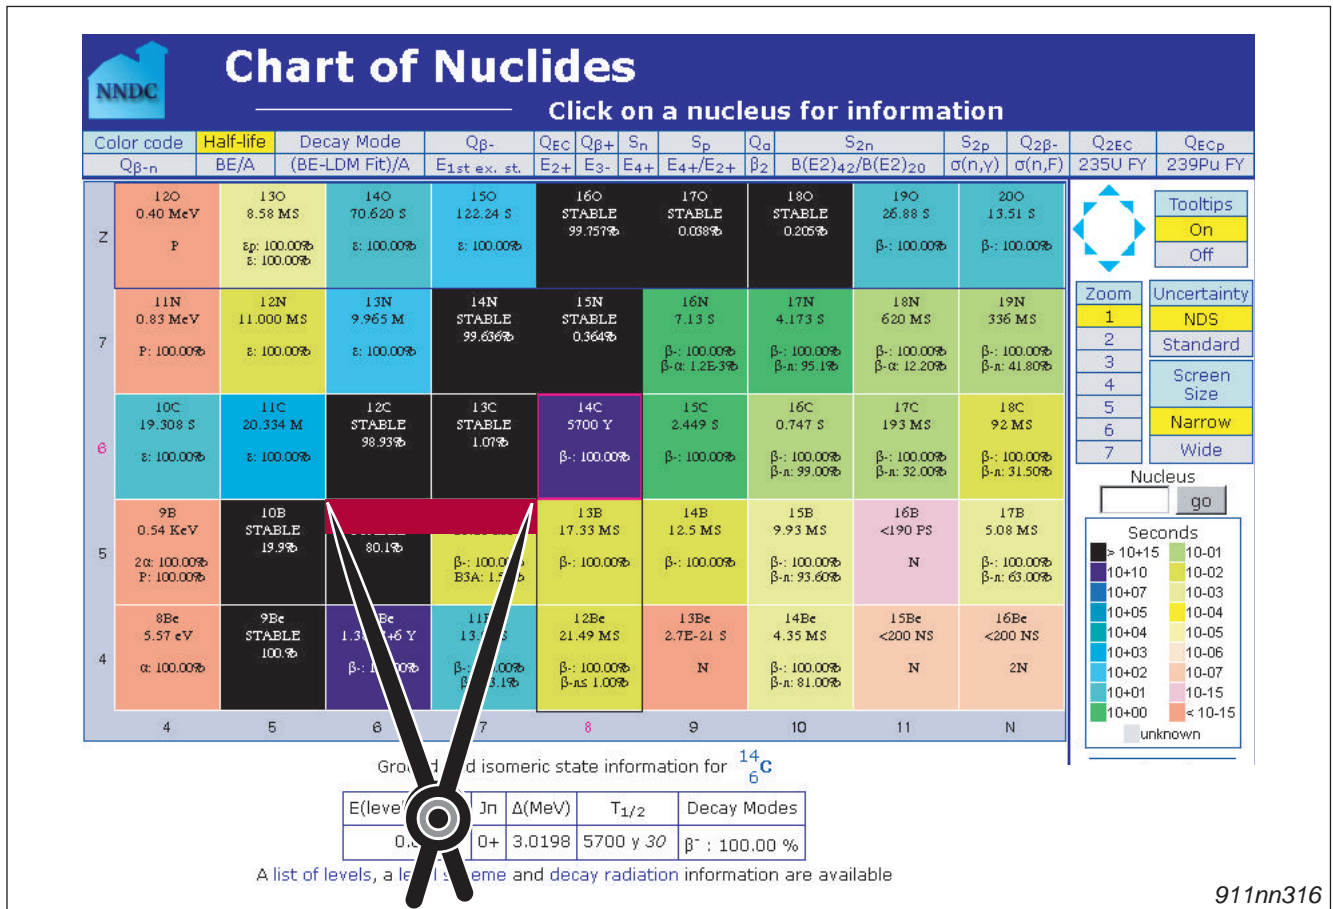 NNDC
Chart of Nuclides
Click on a nucleus for information
Color code Half-life Decay Mode Qβ- QEC Qβ+ Sn Sp Qα S2n S2p Q2β- Q2EC QECp
Qβ-n BE/A (BE-LDM Fit)/A E1st ex. st. E2+ E3- E4+ E4+/E2+ β2 B(E2)42/B(E2)20 σ(n,γ) σ(n,F) 235U FY 239Pu FY
Z
12O 13O 14O 15O 16O 17O 18O 19O 20O
0.40 MeV 8.58 MS 70.620 S 122.24 S STABLE STABLE STABLE 26.88 S 13.51 S
99.757% 0.038% 0.205%
P εp: 100.00% ε: 100.00% ε: 100.00% β-: 100.00% β-: 100.00%
ε: 100.00%
7
11N 12N 13N 14N 15N 16N 17N 18N 19N
0.83 MeV 11.000 MS 9.965 M STABLE STABLE 7.13 S 4.173 S 620 MS 336 MS
99.636% 0.364%
P: 100.00% ε: 100.00% ε: 100.00% β-: 100.00% β-: 100.00% β-: 100.00% β-: 100.00%
β-α: 1.2E-3% β-n: 95.1% β-α: 12.20% β-n: 41.80%
6
10C 11C 12C 13C 14C 15C 16C 17C 18C
19.308 S 20.334 M STABLE STABLE 5700 Y 2.449 S 0.747 S 193 MS 92 MS
98.93% 1.07%
ε: 100.00% ε: 100.00% β-: 100.00% β-: 100.00% β-: 100.00% β-: 100.00% β-: 100.00%
β-n: 99.00% β-n: 32.00% β-n: 31.50%
5
9B 10B 13B 14B 15B 16B 17B
0.54 KeV STABLE 17.33 MS 12.5 MS 9.93 MS <190 PS 5.08 MS
19.9% 80.1%
2α: 100.00% β-: 100.00% β-: 100.00% β-: 100.00% β-: 100.00% N β-: 100.00%
P: 100.00% B3A: β-n: 93.60% β-n: 63.00%
4
8Be 9Be 12Be 13Be 14Be 15Be 16Be
5.57 eV STABLE 21.49 MS 2.7E-21 S 4.35 MS <200 NS <200 NS
100.%
α: 100.00% β-: β-: β-: 100.00% N β-: 100.00% N 2N
β-n≤ 1.00% β-n: 81.00%
4 5 6 7 8 9 10 11 N
Tooltips
On
Off
Zoom
1
2
3
4
5
6
7
Uncertainty
NDS
Standard
Screen
Size
Narrow
Wide
Nucleus
go
Seconds
> 10+15 10-01
10+10 10-02
10+07 10-03
10+05 10-04
10+04 10-05
10+03 10-06
10+02 10-07
10+01 10-15
10+00 < 10-15
unknown
isomeric state information for 14 6 C
E(level Jπ Δ(MeV) T1/2 Decay Modes
0+ 3.0198 5700 y 30 β- : 100.00 %
A list of levels, a and decay radiation information are available
911nn316